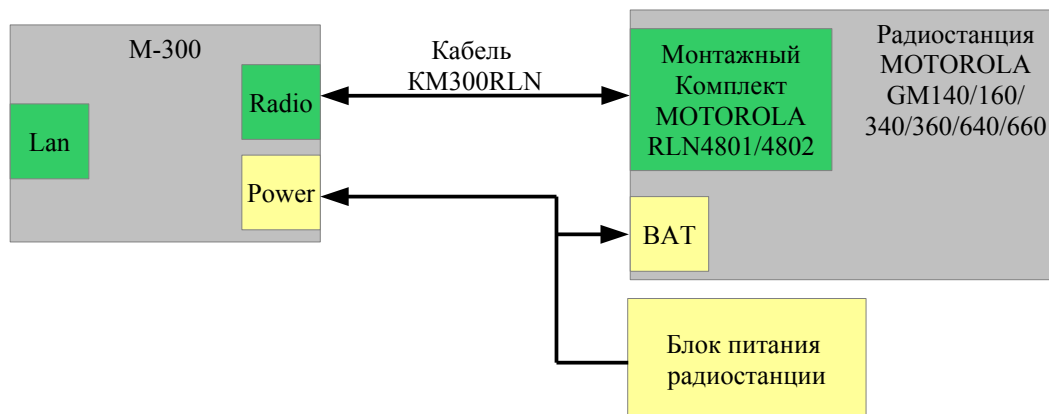 М-300
Lan
Radio
Power
Кабель
KM300RLN
Монтажный
Комплект
MOTOROLA
RLN4801/4802
Радиостанция
MOTOROLA
GM140/160/
340/360/640/660
BAT
Блок питания
радиостанции